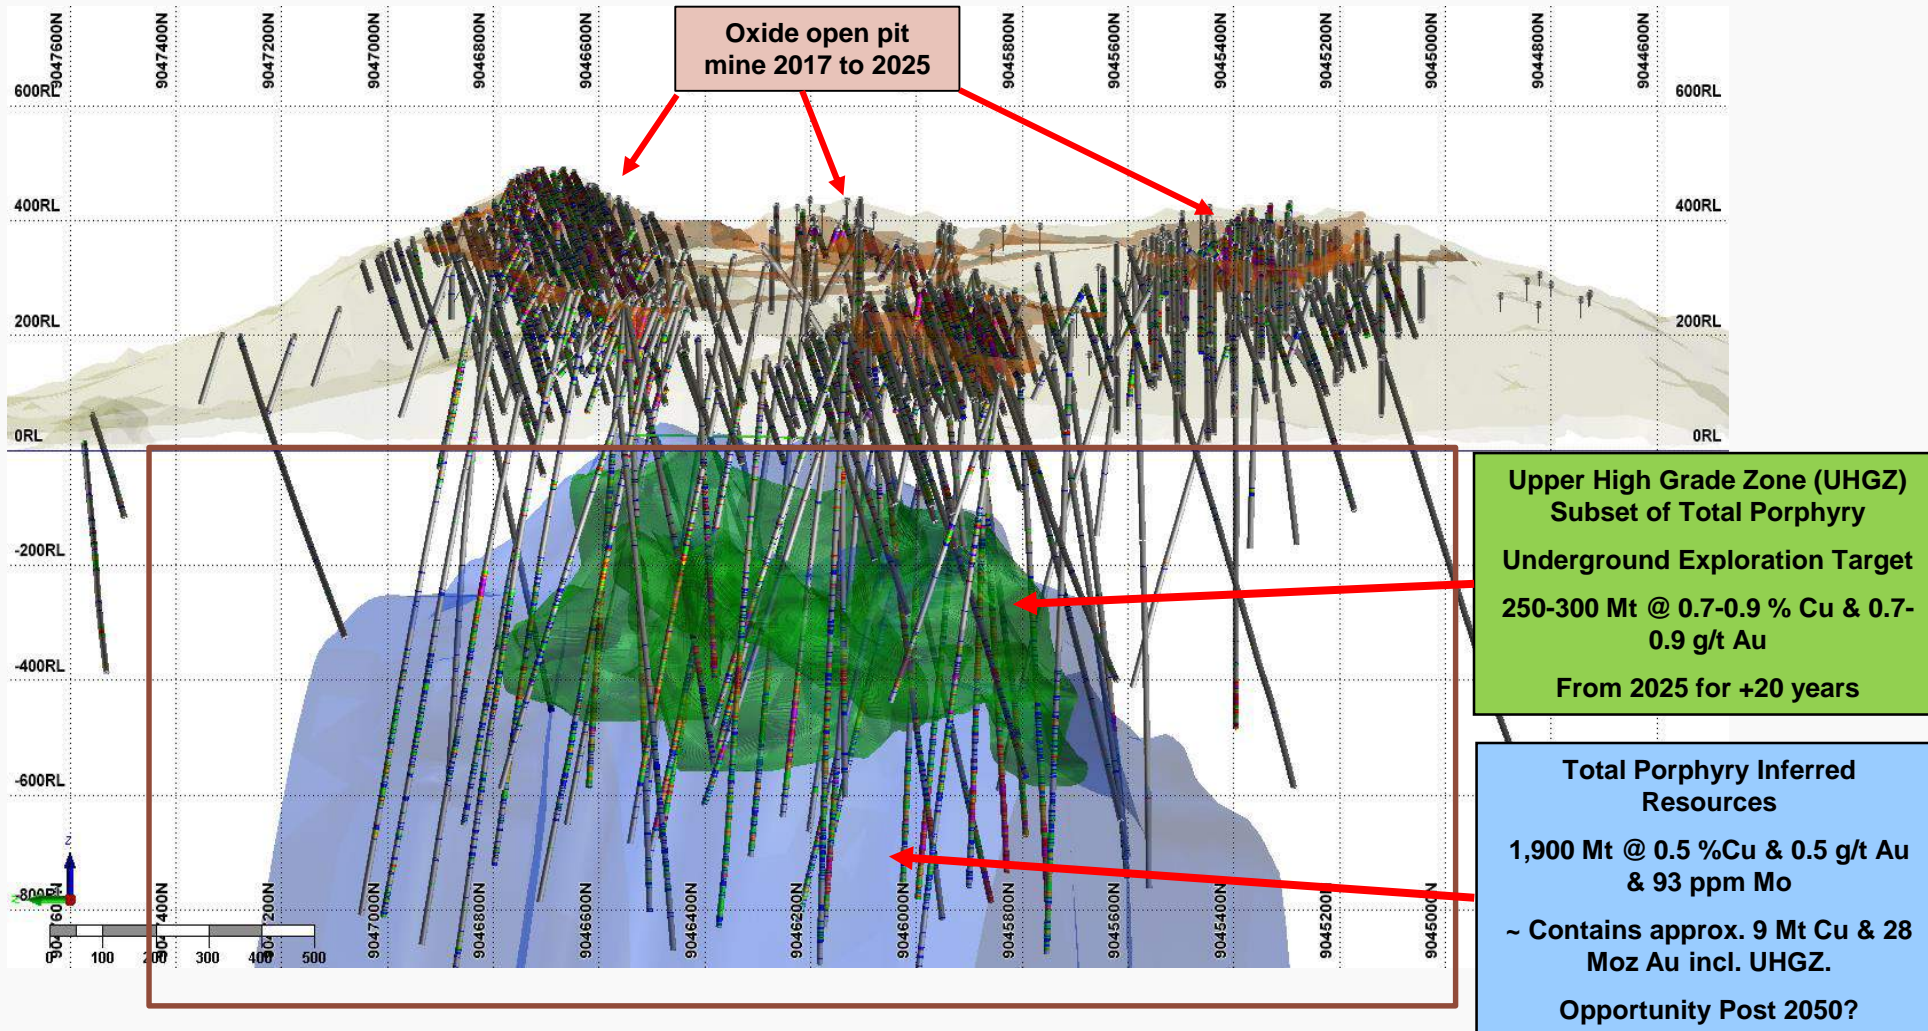 9047600N
9047400N
9047200N
9047000N
9046800N
9046600N
Oxide open pit
mine 2017 to 2025
9045800N
9045600N
9045400N
9045200N
9045000N
9044800N
9044600N
600RL
600RL
400RL
400RL
200RL
200RL
0RL
0RL
-200RL
-400RL
-600RL
-800RL
Upper High Grade Zone (UHGZ)
Subset of Total Porphyry
Underground Exploration Target
250-300 Mt @ 0.7-0.9 % Cu & 0.7-
0.9 g/t Au
From 2025 for +20 years
Total Porphyry Inferred
Resources
1,900 Mt @ 0.5 %Cu & 0.5 g/t Au
& 93 ppm Mo
~ Contains approx. 9 Mt Cu & 28
Moz Au incl. UHGZ.
Opportunity Post 2050?
Z
N
9047000N
9046800N
9046600N
9046400N
9046200N
9046000N
9045800N
9045600N
9045400N
9045200N
9045000N
0 100 200 300 400 500